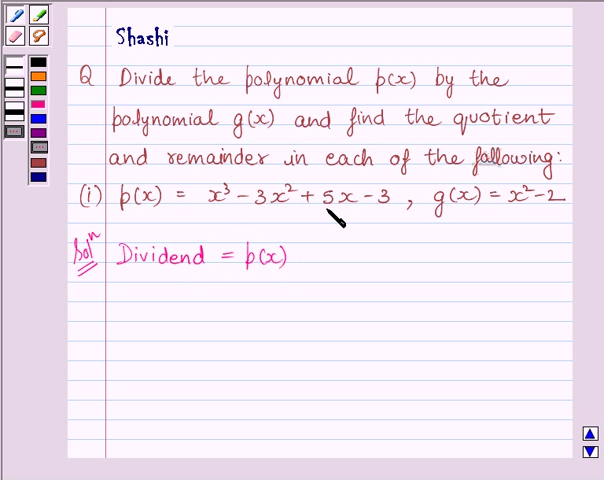 Shashi
Q Divide the polynomial p(x) by the
polynomial g(x) and find the quotient
and remainder in each of the following:
(i) p(x) = x³ - 3x² + 5x - 3 , g(x) = x² - 2
Solⁿ Dividend = p(x)